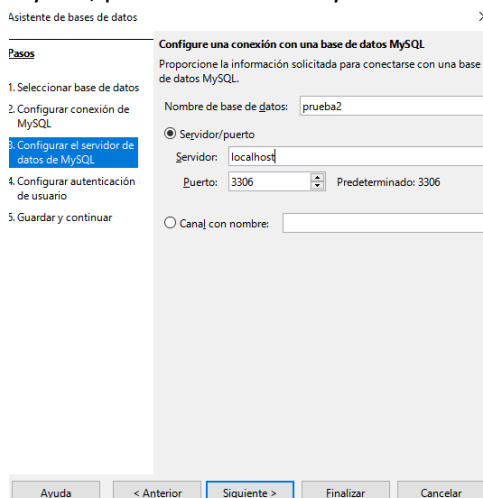 Asistente de bases de datos
Pasos
1. Seleccionar base de datos
2. Configurar conexión de
MySQL
3. Configurar el servidor de
datos de MySQL
4. Configurar autenticación
de usuario
5. Guardar y continuar
Configure una conexión con una base de datos MySQL
Proporcione la información solicitada para conectarse con una base
de datos MySQL.
Nombre de base de datos: prueba2
Servidor/puerto
Servidor: localhost
Puerto: 3306 Predeterminado: 3306
Canal con nombre:
Ayuda < Anterior Siguiente > Finalizar Cancelar